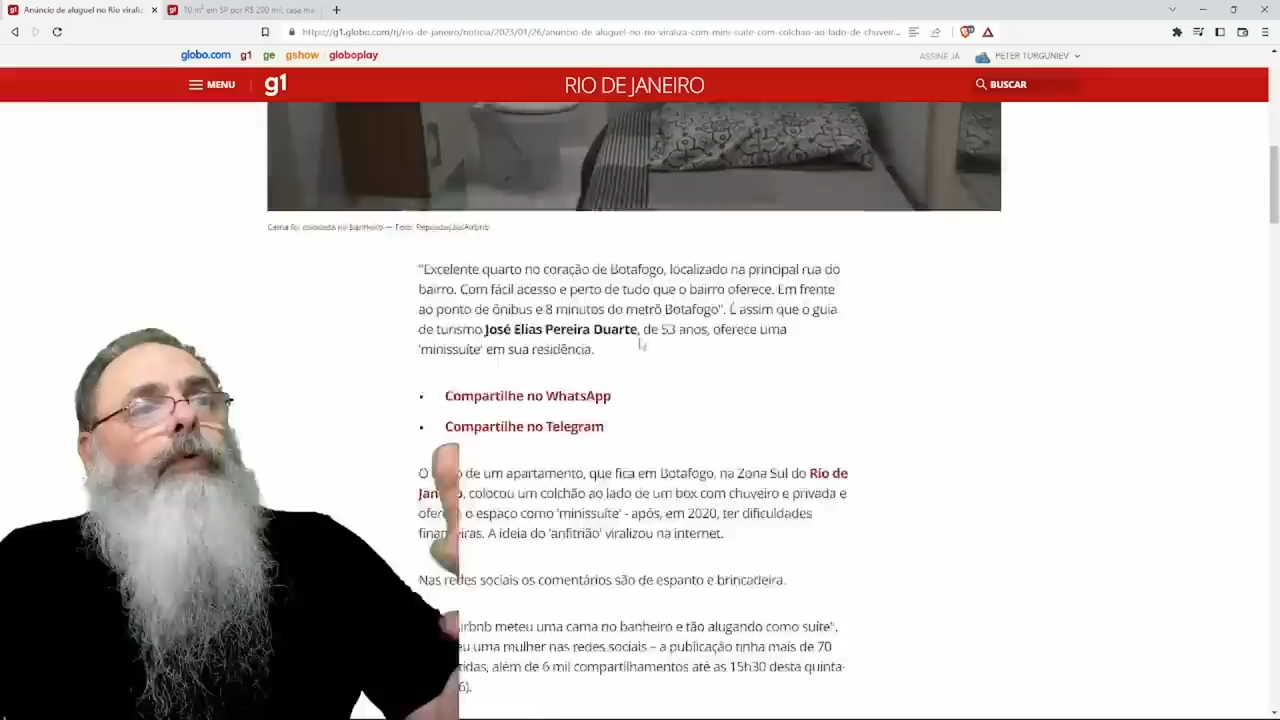 Anúncio de aluguel no Rio virali
10 m² em SP por R$ 200 mil, casa
https://g1.globo.com/rj/rio-de-janeiro/noticia/2023/01/26/anuncio-de-aluguel-no-rio-viraliza-com-mini-suite-com-colchao-ao-lado-de-chuveir...
globo.com g1 ge gshow globoplay
ASSINE JÁ PETER TURGUNIEV
MENU g1 RIO DE JANEIRO BUSCAR
Cama foi colocada no banheiro — Foto: Reprodução/Airbnb
"Excelente quarto no coração de Botafogo, localizado na principal rua do
bairro. Com fácil acesso e perto de tudo que o bairro oferece. Em frente
ao ponto de ônibus e 8 minutos do metrô Botafogo". É assim que o guia
de turismo José Elias Pereira Duarte, de 53 anos, oferece uma
'minissuíte' em sua residência.
• Compartilhe no WhatsApp
• Compartilhe no Telegram
O de um apartamento, que fica em Botafogo, na Zona Sul do Rio de
Jan o, colocou um colchão ao lado de um box com chuveiro e privada e
ofer o espaço como 'minissuíte' - após, em 2020, ter dificuldades
finan iras. A ideia do 'anfitrião' viralizou na internet.
Nas redes sociais os comentários são de espanto e brincadeira.
irbnb meteu uma cama no banheiro e tão alugando como suíte",
eu uma mulher nas redes sociais – a publicação tinha mais de 70
tidas, além de 6 mil compartilhamentos até as 15h30 desta quinta-
6).